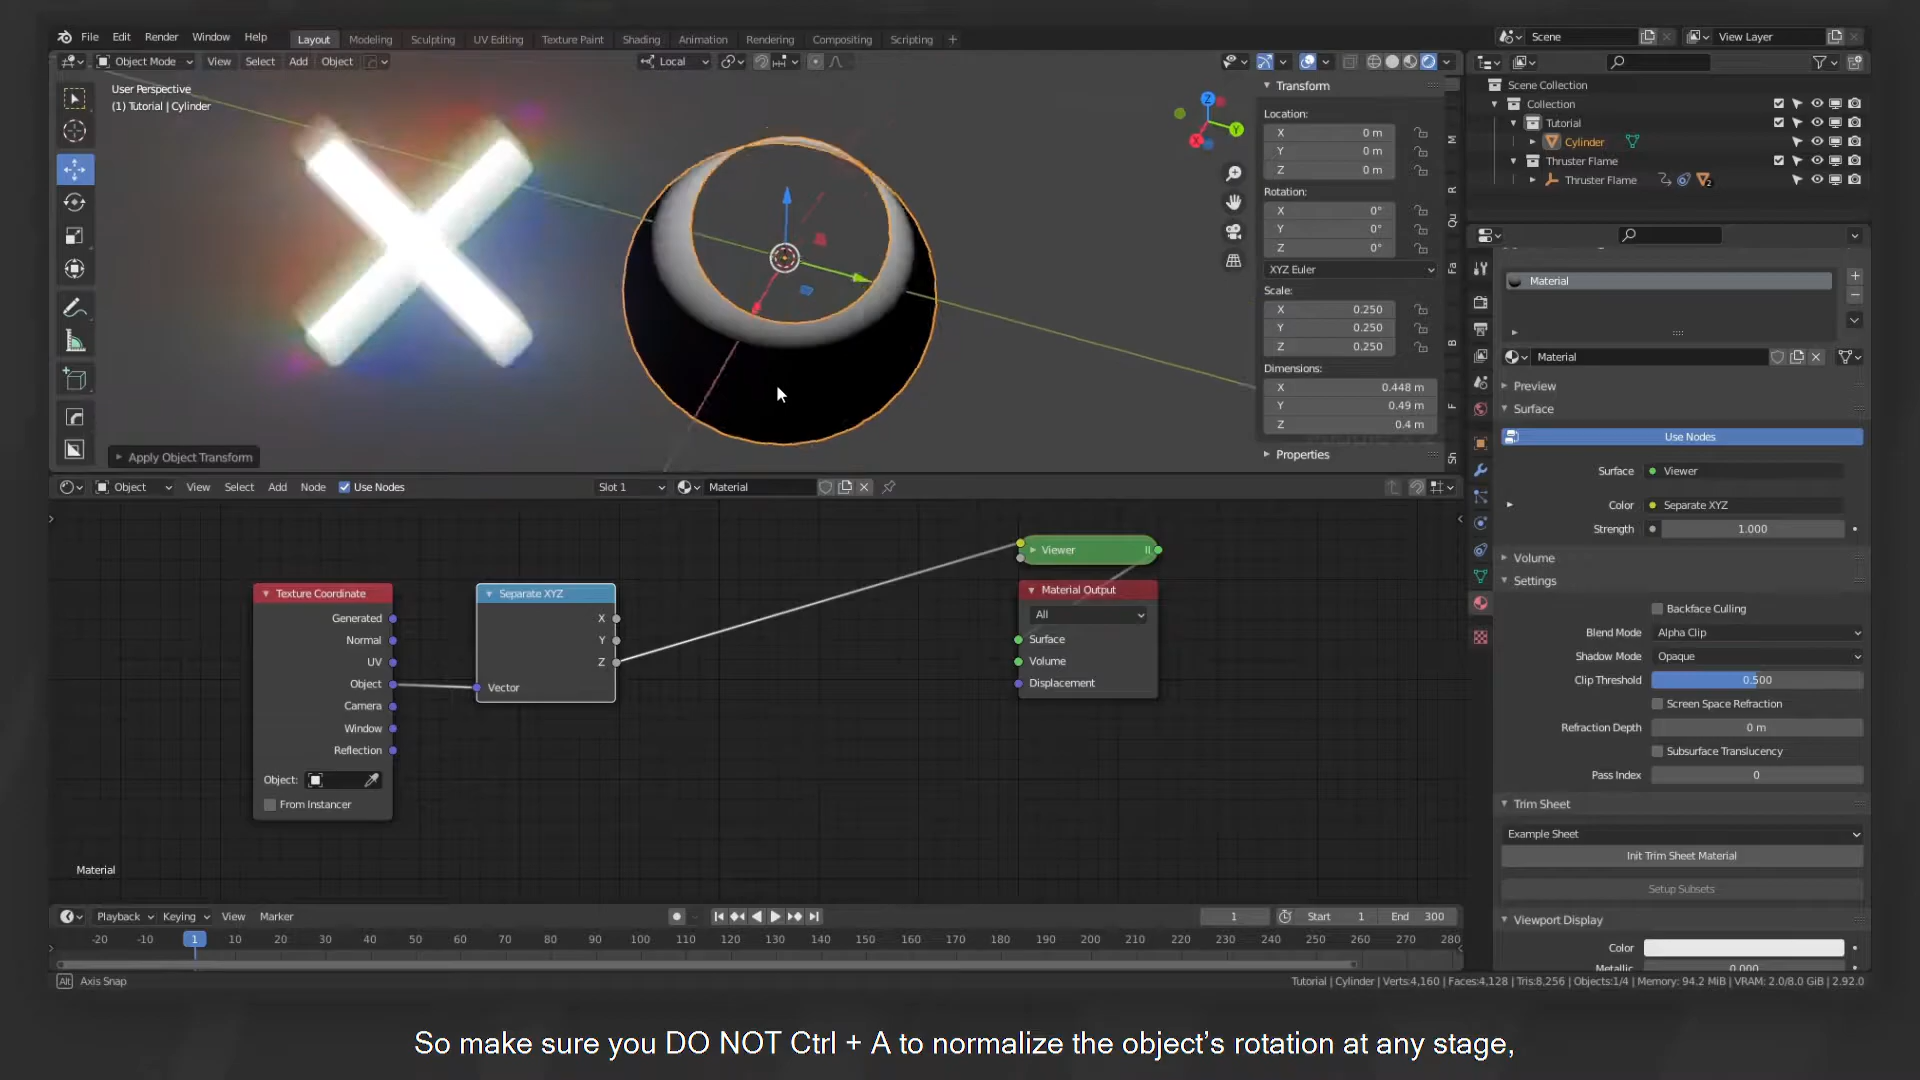 File Edit Render Window Help Layout Modeling Sculpting UV Editing Texture Paint Shading Animation Rendering Compositing Scripting +
Scene View Layer
Object Mode View Select Add Object Local
User Perspective
(1) Tutorial | Cylinder
Apply Object Transform
Transform
Location:
X 0 m
Y 0 m
Z 0 m
Rotation:
X 0°
Y 0°
Z 0°
XYZ Euler
Scale:
X 0.250
Y 0.250
Z 0.250
Dimensions:
X 0.448 m
Y 0.49 m
Z 0.4 m
Properties
M
R
Qu
Fa
B
F
Sh
Z
Y
X
Scene Collection
Collection
Tutorial
Cylinder
Thruster Flame
Thruster Flame 2
Material
Material
Preview
Surface
Use Nodes
Surface Viewer
Color Separate XYZ
Strength 1.000
Volume
Settings
Backface Culling
Blend Mode Alpha Clip
Shadow Mode Opaque
Clip Threshold 0.500
Screen Space Refraction
Refraction Depth 0 m
Subsurface Translucency
Pass Index 0
Trim Sheet
Example Sheet
Init Trim Sheet Material
Setup Subsets
Viewport Display
Color
Metallic 0.000
Object View Select Add Node Use Nodes Slot 1 Material
Texture Coordinate
Generated
Normal
UV
Object
Camera
Window
Reflection
Object:
From Instancer
Separate XYZ
X
Y
Z
Vector
Viewer
Material Output
All
Surface
Volume
Displacement
Material
Playback Keying View Marker 1 Start 1 End 300
-20 -10 1 10 20 30 40 50 60 70 80 90 100 110 120 130 140 150 160 170 180 190 200 210 220 230 240 250 260 270 280
Alt Axis Snap
Tutorial | Cylinder | Verts:4,160 | Faces:4,128 | Tris:8,256 | Objects:1/4 | Memory: 94.2 MiB | VRAM: 2.0/8.0 GiB | 2.92.0
So make sure you DO NOT Ctrl + A to normalize the object's rotation at any stage,